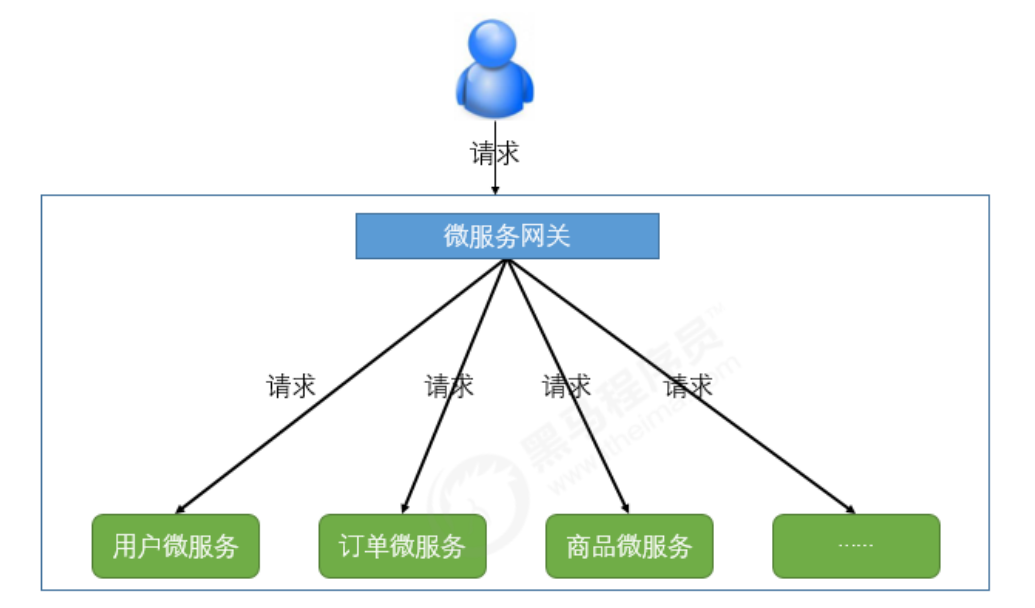 请求
微服务网关
请求 请求 请求 请求
黑马程序员™
www.itheima.com
用户微服务 订单微服务 商品微服务 ……